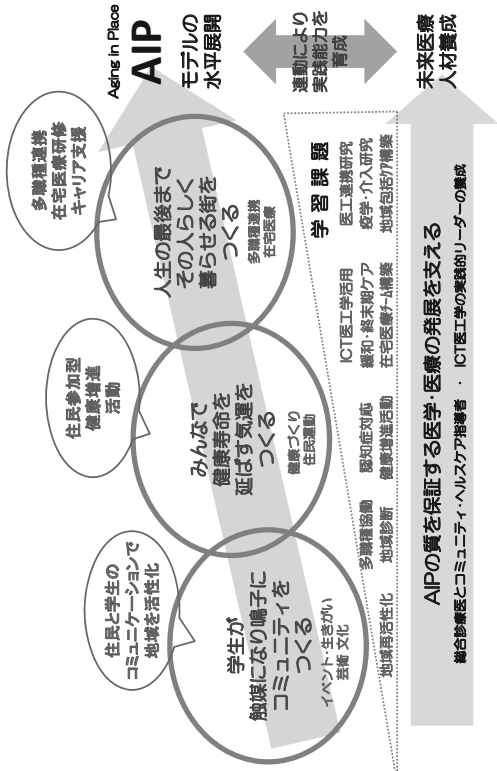 住民と学生の
コミュニケーションで
地域を活性化
住民参加型
健康増進
活動
多職種連携
在宅医療研修
キャリア支援
Aging in Place
AIP
モデルの
水平展開
学生が
触媒になり鳴子に
コミュニティを
つくる
イベント・生きがい
芸術 文化
みんなで
健康寿命を
延ばす気運を
つくる
健康づくり
住民運動
人生の最後まで
その人らしく
暮らせる街を
つくる
多職種連携
在宅医療
連動により
実践能力を
育成
学習課題
地域再活性化
多職種協働
地域診断
認知症対応
健康増進活動
ICT医工学活用
緩和・終末期ケア
在宅医療チーム構築
医工連携研究
疫学・介入研究
地域包括ケア構築
未来医療
人材養成
AIPの質を保証する医学・医療の発展を支える
総合診療医とコミュニティ・ヘルスケア指導者 ・ ICT医工学の実践的リーダーの養成